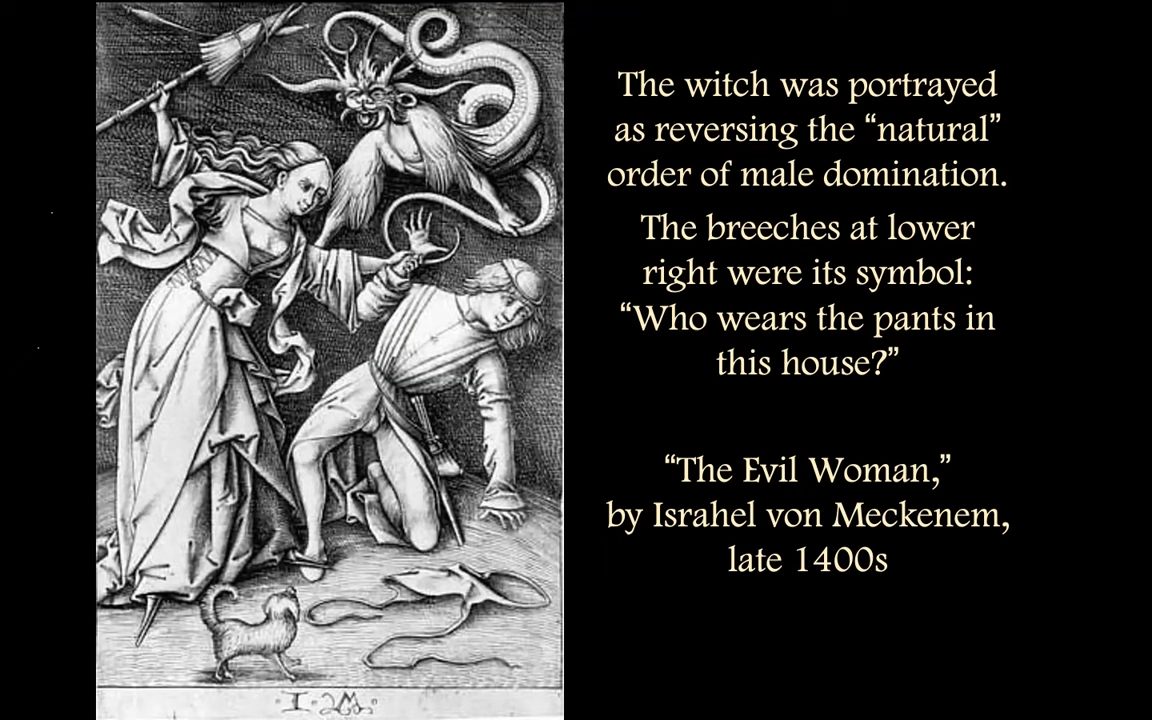 The witch was portrayed
as reversing the “natural”
order of male domination.
The breeches at lower
right were its symbol:
“Who wears the pants in
this house?”
“The Evil Woman,”
by Israhel von Meckenem,
late 1400s
·I·M·